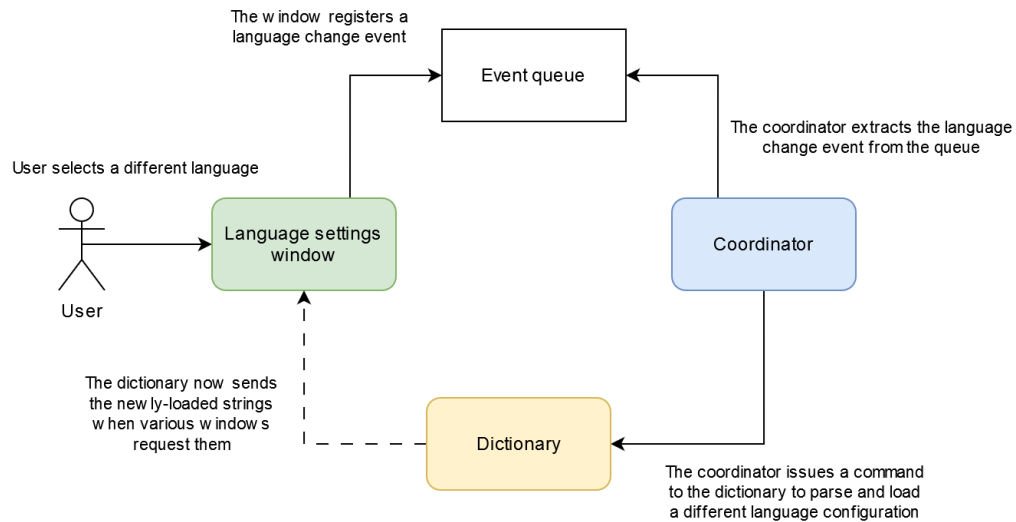 The window registers a
language change event
Event queue
The coordinator extracts the language
change event from the queue
User selects a different language
Language settings
window
Coordinator
User
The dictionary now sends
the newly-loaded strings
when various windows
request them
Dictionary
The coordinator issues a command
to the dictionary to parse and load
a different language configuration